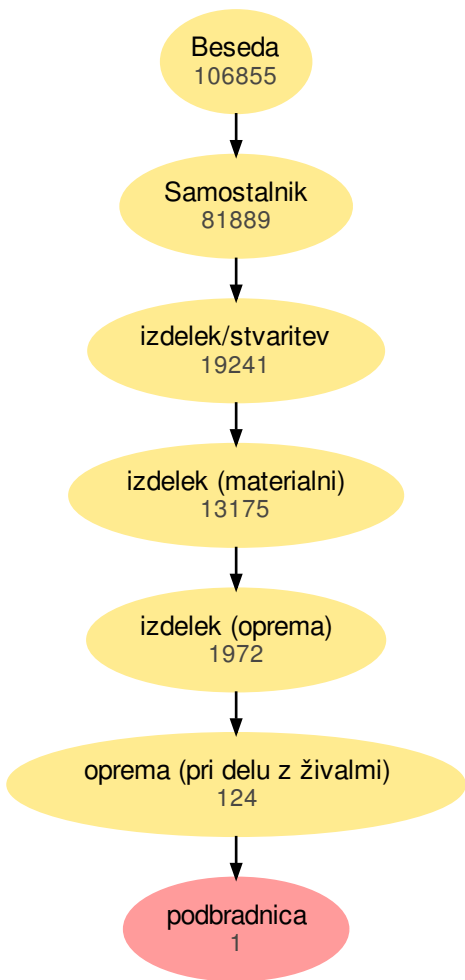 Beseda
106855
Samostalnik
81889
izdelek/stvaritev
19241
izdelek (materialni)
13175
izdelek (oprema)
1972
oprema (pri delu z živalmi)
124
podbradnica
1